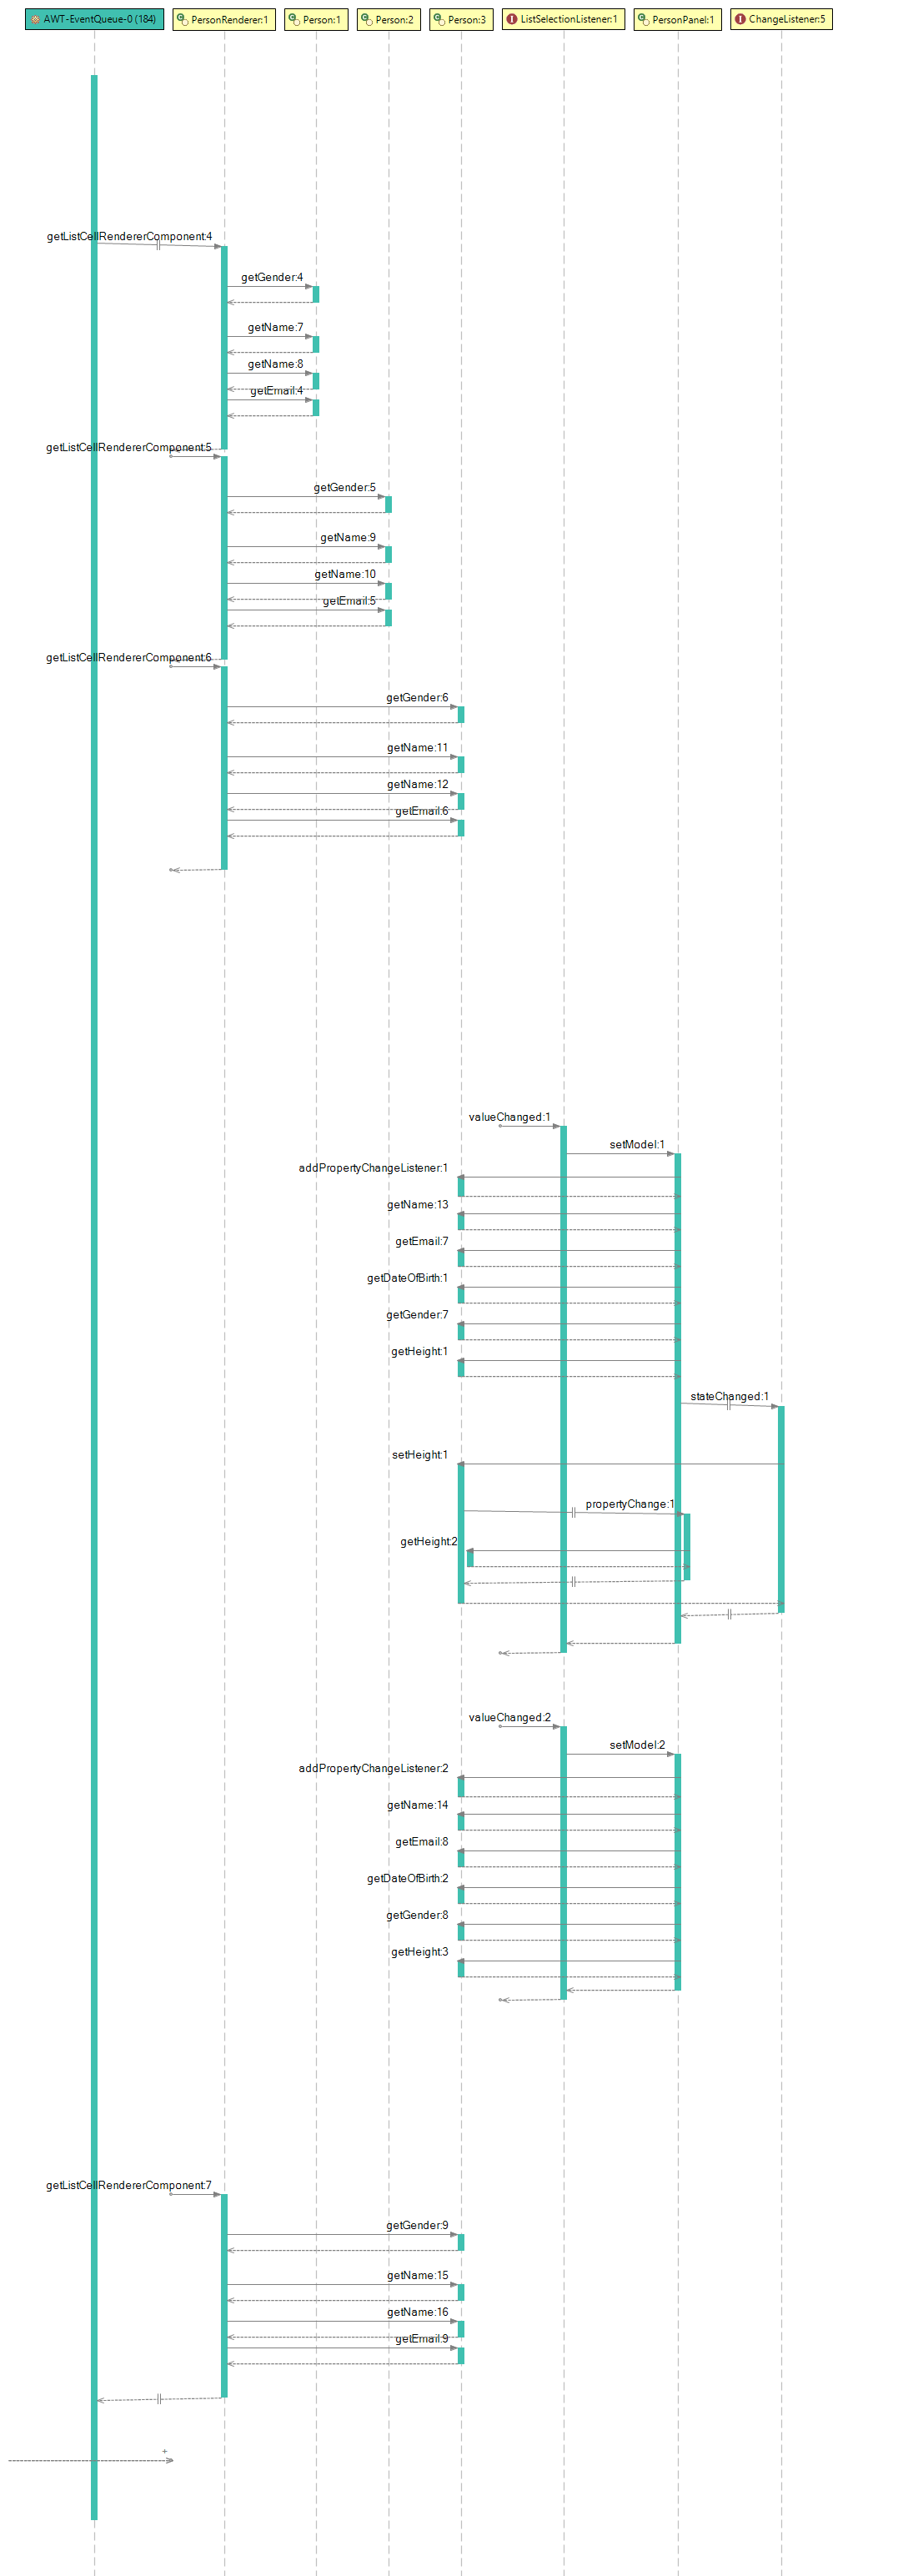 AWT-EventQueue-0 (184)
PersonRenderer:1
Person:1
Person:2
Person:3
ListSelectionListener:1
PersonPanel:1
ChangeListener:5
getListCellRendererComponent:4
getGender:4
getName:7
getName:8
getEmail:4
getListCellRendererComponent:5
getGender:5
getName:9
getName:10
getEmail:5
getListCellRendererComponent:6
getGender:6
getName:11
getName:12
getEmail:6
valueChanged:1
setModel:1
addPropertyChangeListener:1
getName:13
getEmail:7
getDateOfBirth:1
getGender:7
getHeight:1
stateChanged:1
setHeight:1
propertyChange:1
getHeight:2
valueChanged:2
setModel:2
addPropertyChangeListener:2
getName:14
getEmail:8
getDateOfBirth:2
getGender:8
getHeight:3
getListCellRendererComponent:7
getGender:9
getName:15
getName:16
getEmail:9
+